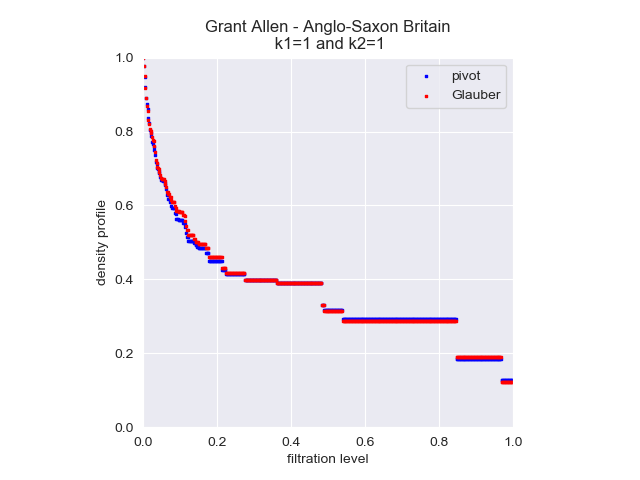 Grant Allen - Anglo-Saxon Britain
k1=1 and k2=1
pivot
Glauber
density profile
1.0
0.8
0.6
0.4
0.2
0.0
0.0 0.2 0.4 0.6 0.8 1.0
filtration level